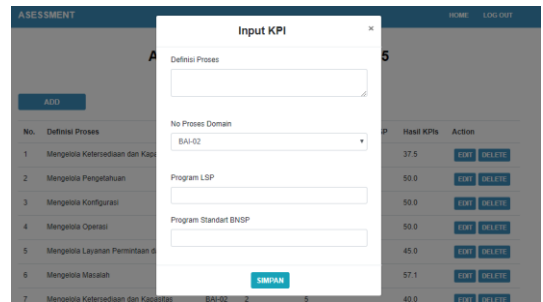 ASESSMENT HOME LOG OUT
Input KPI ×
A 5
Definisi Proses
ADD
No Proses Domain
No. Definisi Proses SP Hasil KPIs Action
BAI-02
1 Mengelola Ketersediaan dan Kapa 37.5 EDIT DELETE
2 Mengelola Pengetahuan 50.0 EDIT DELETE
Program LSP
3 Mengelola Konfigurasi 50.0 EDIT DELETE
4 Mengelola Operasi 50.0 EDIT DELETE
Program Standart BNSP
5 Mengelola Layanan Permintaan d 45.0 EDIT DELETE
6 Mengelola Masalah 57.1 EDIT DELETE
SIMPAN
7 Mengelola Ketersediaan dan Kapasitas BAI-02 2 5 40.0 EDIT DELETE